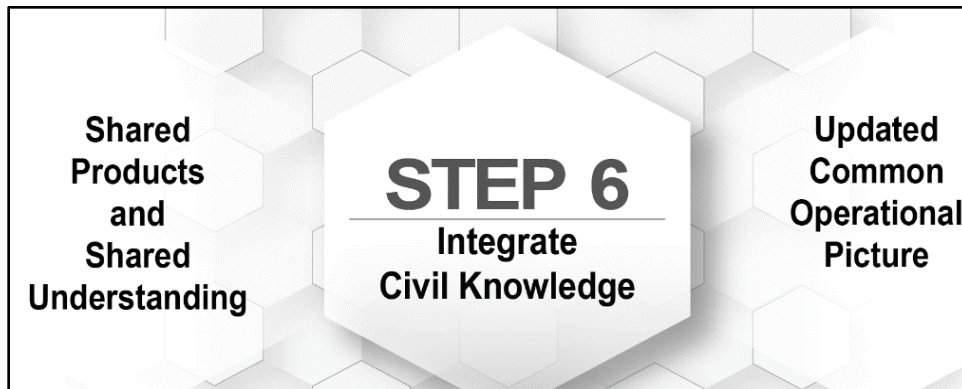 Shared
Products
and
Shared
Understanding
STEP 6
Integrate
Civil Knowledge
Updated
Common
Operational
Picture